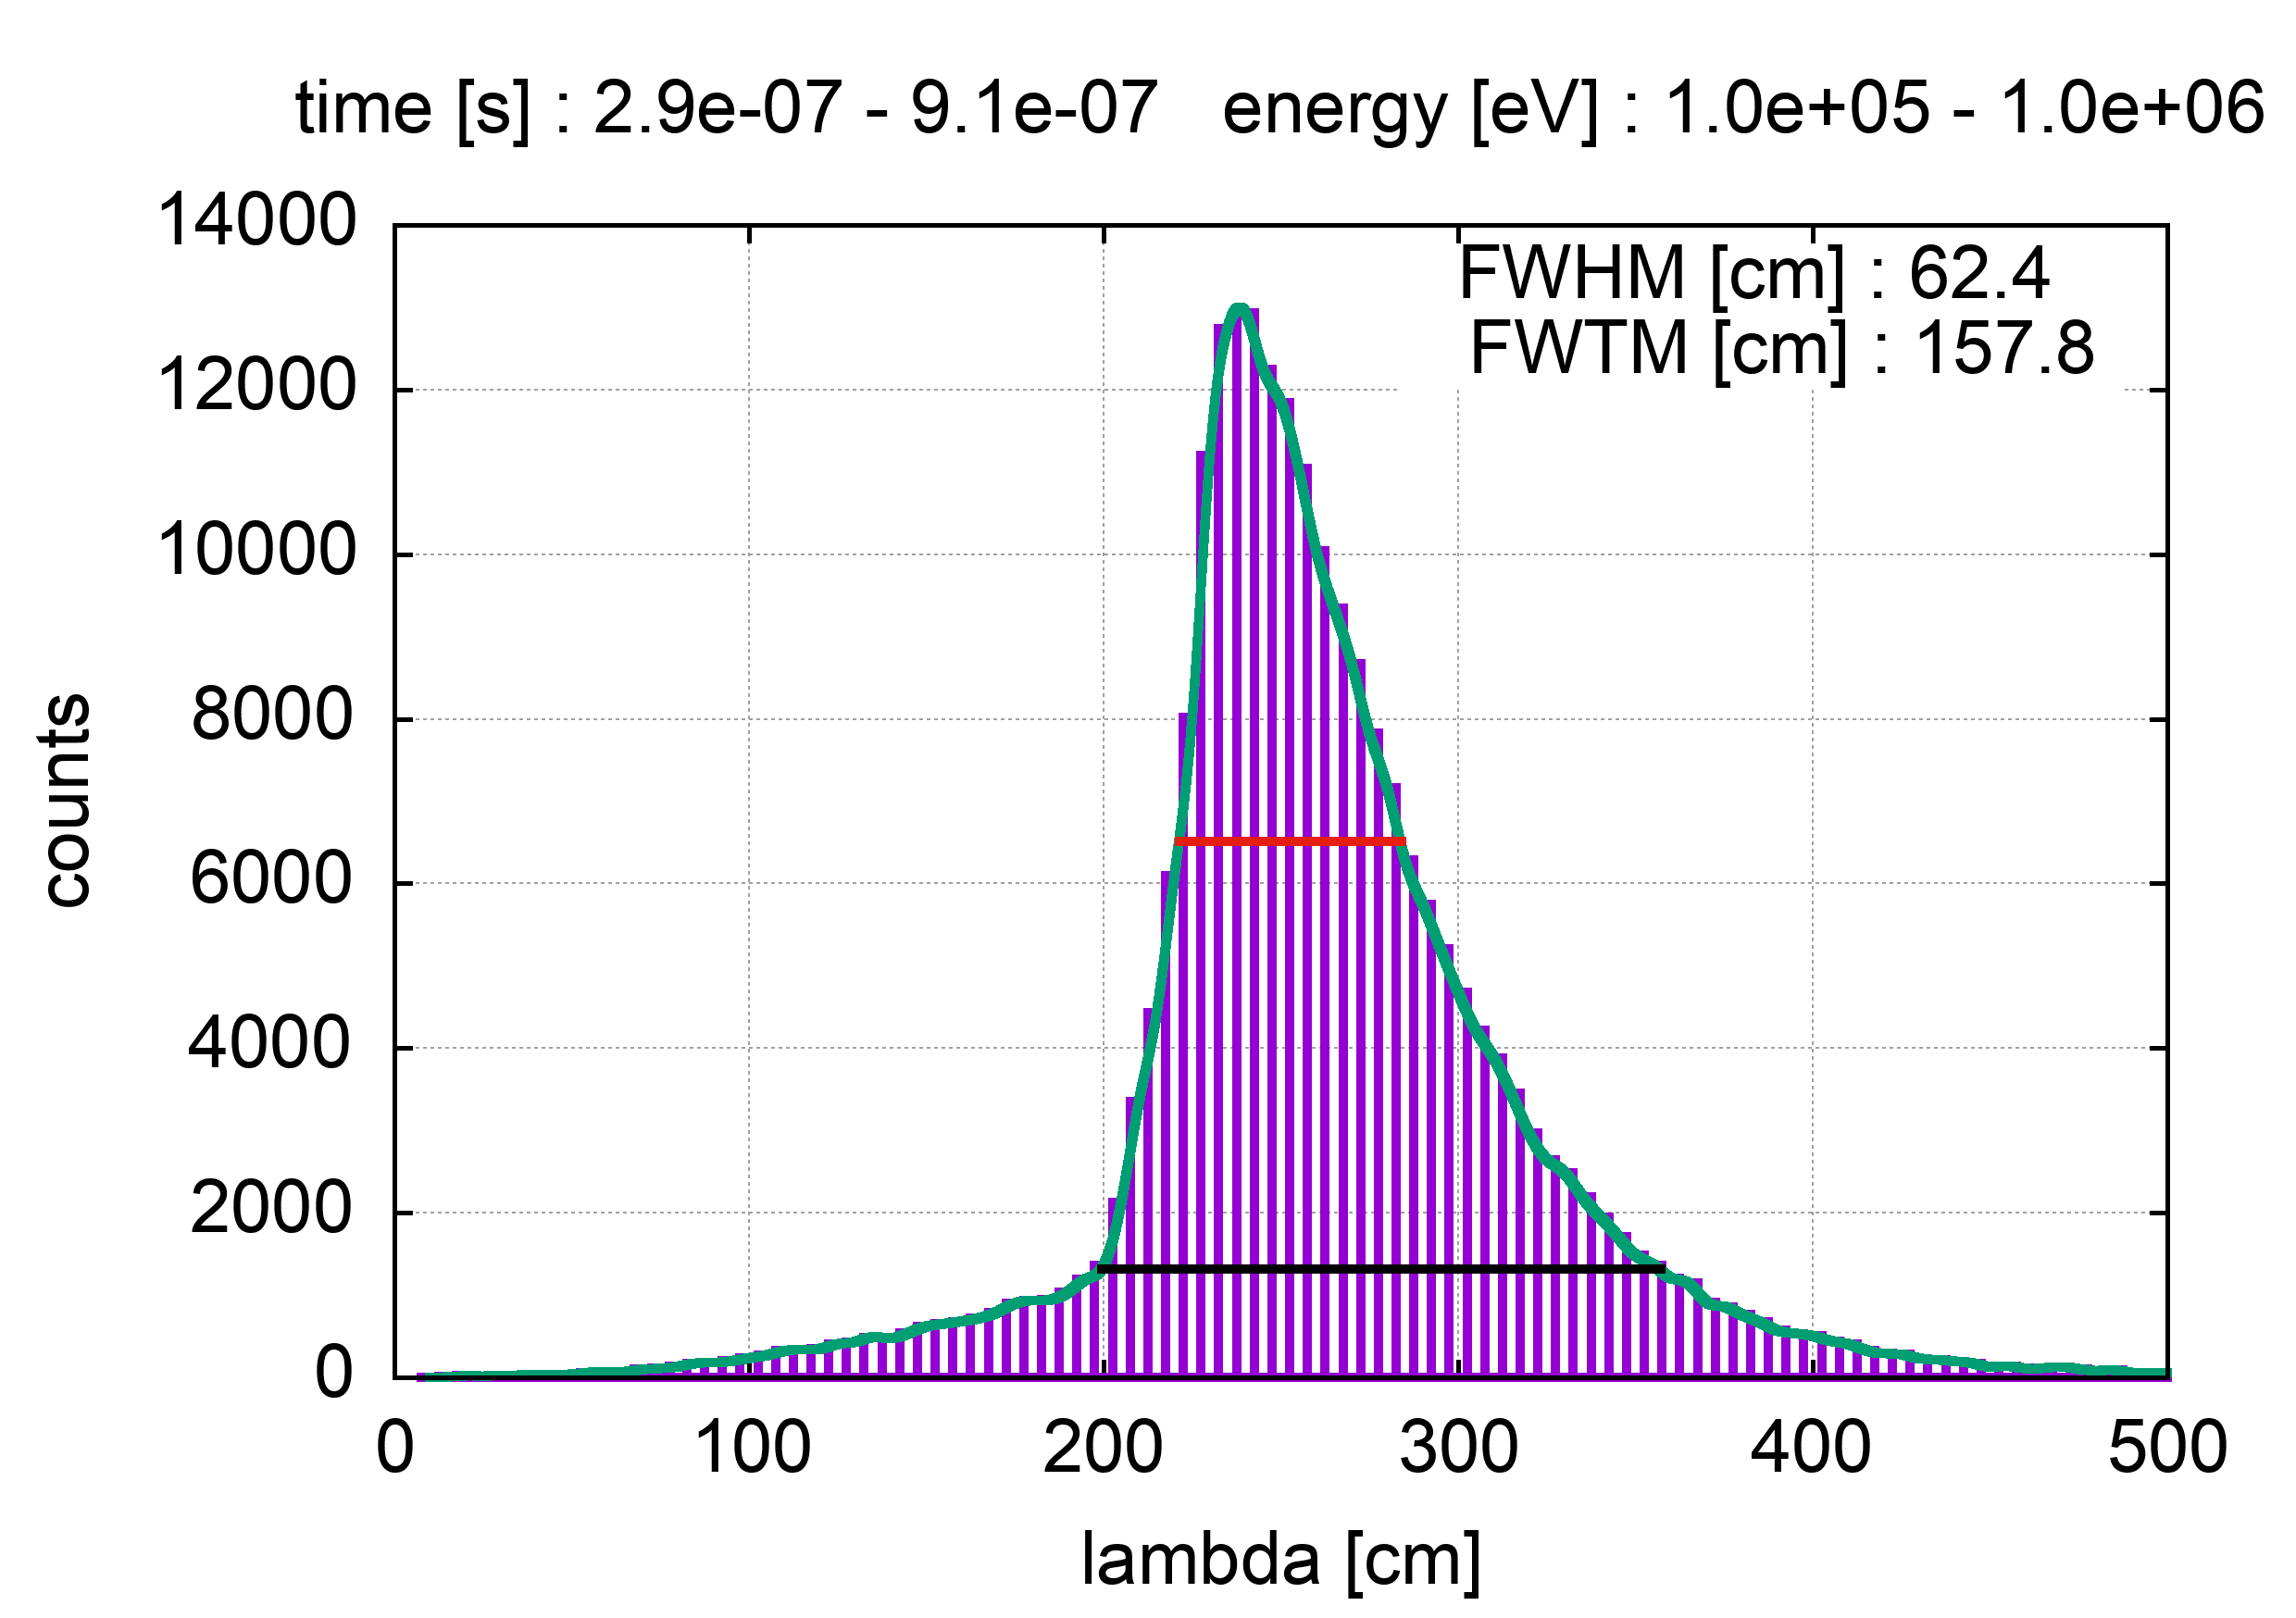 time [s] : 2.9e-07 - 9.1e-07   energy [eV] : 1.0e+05 - 1.0e+06
14000
12000
10000
8000
6000
4000
2000
0
counts
FWHM [cm] : 62.4
FWTM [cm] : 157.8
0 100 200 300 400 500
lambda [cm]